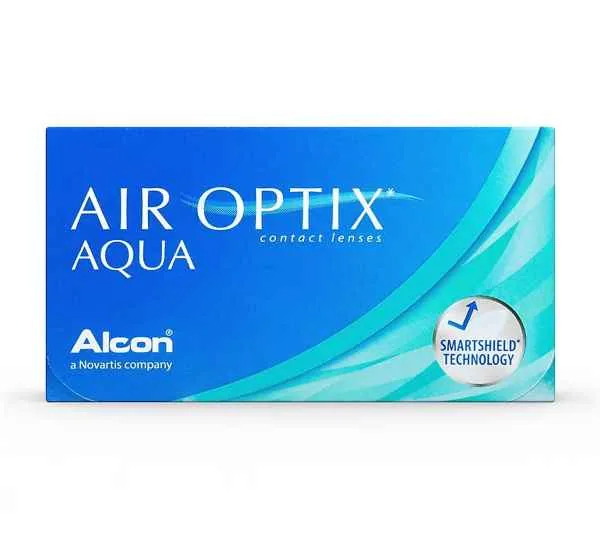 AIR OPTIX*
contact lenses
AQUA
Alcon®
a Novartis company
SMARTSHIELD*
TECHNOLOGY